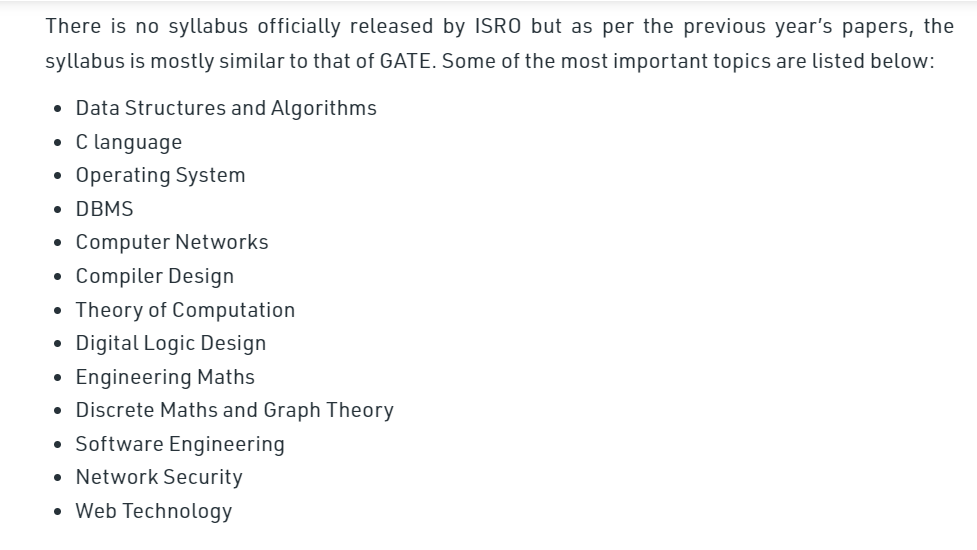 There is no syllabus officially released by ISRO but as per the previous year’s papers, the
syllabus is mostly similar to that of GATE. Some of the most important topics are listed below:
• Data Structures and Algorithms
• C language
• Operating System
• DBMS
• Computer Networks
• Compiler Design
• Theory of Computation
• Digital Logic Design
• Engineering Maths
• Discrete Maths and Graph Theory
• Software Engineering
• Network Security
• Web Technology